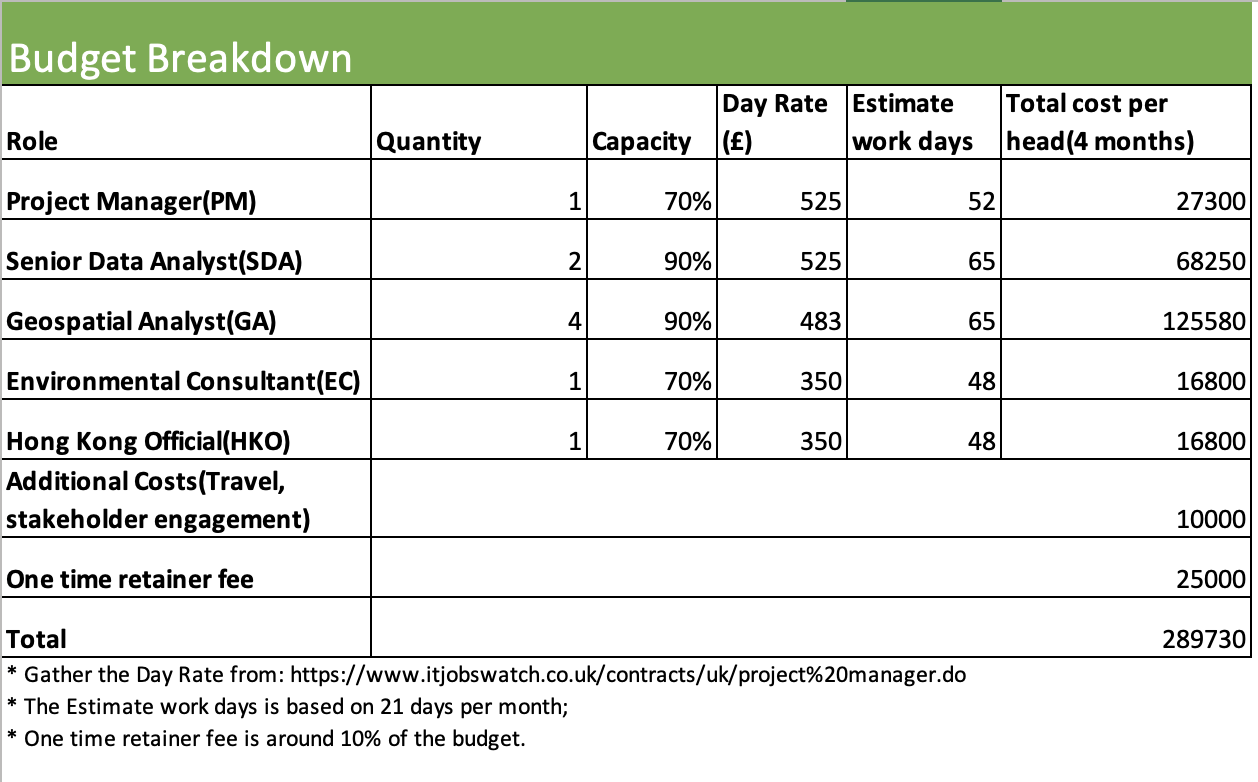 Budget Breakdown
Role Quantity Capacity Day Rate (£) Estimate work days Total cost per head(4 months)
Project Manager(PM) 1 70% 525 52 27300
Senior Data Analyst(SDA) 2 90% 525 65 68250
Geospatial Analyst(GA) 4 90% 483 65 125580
Environmental Consultant(EC) 1 70% 350 48 16800
Hong Kong Official(HKO) 1 70% 350 48 16800
Additional Costs(Travel,
stakeholder engagement) 10000
One time retainer fee 25000
Total 289730
* Gather the Day Rate from: https://www.itjobswatch.co.uk/contracts/uk/project%20manager.do
* The Estimate work days is based on 21 days per month;
* One time retainer fee is around 10% of the budget.